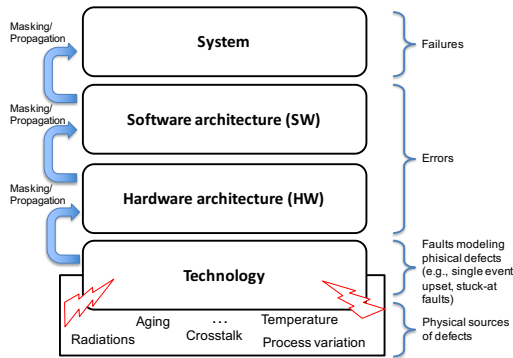 Masking/
Propagation
System
Failures
Masking/
Propagation
Software architecture (SW)
Errors
Masking/
Propagation
Hardware architecture (HW)
Technology
Faults modeling
phisical defects
(e.g., single event
upset, stuck-at
faults)
Radiations
Aging
...
Crosstalk
Temperature
Process variation
Physical sources
of defects